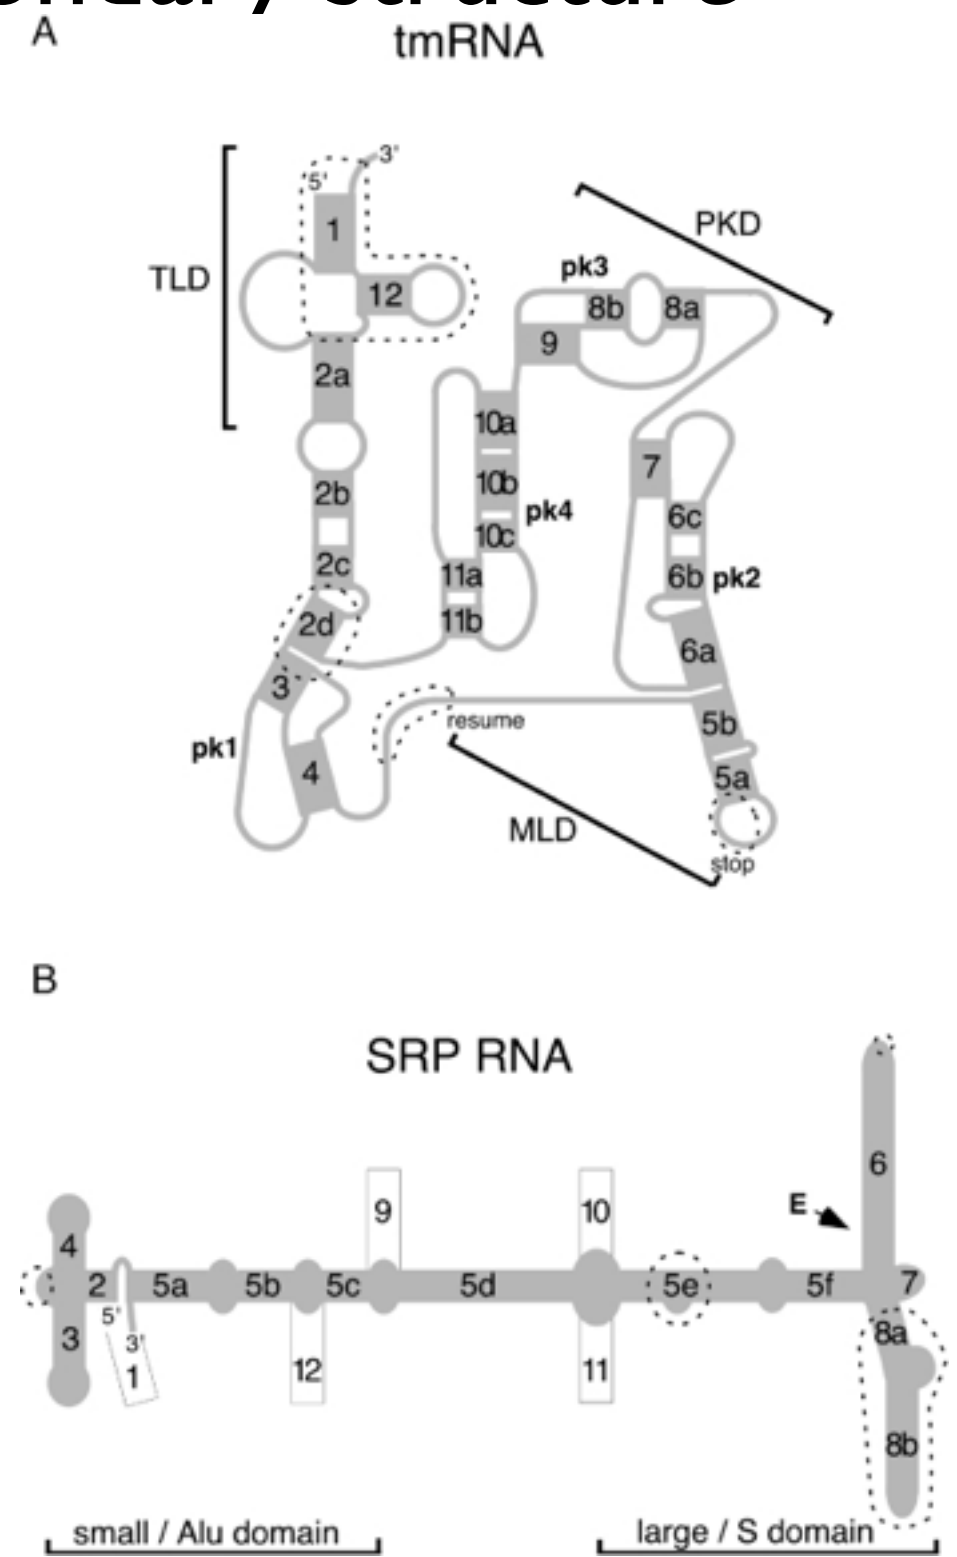 A
tmRNA
3'
5'
1
PKD
TLD
pk3
12
8b
8a
9
2a
10a
7
2b
10b
pk4
6c
10c
2c
11a
6b
pk2
11b
2d
6a
3
resume
5b
pk1
4
5a
MLD
stop
B
SRP RNA
6
9
10
E
4
2
5a
5b
5c
5d
5e
5f
7
5'
3'
3
8a
1
12
11
8b
small / Alu domain
large / S domain